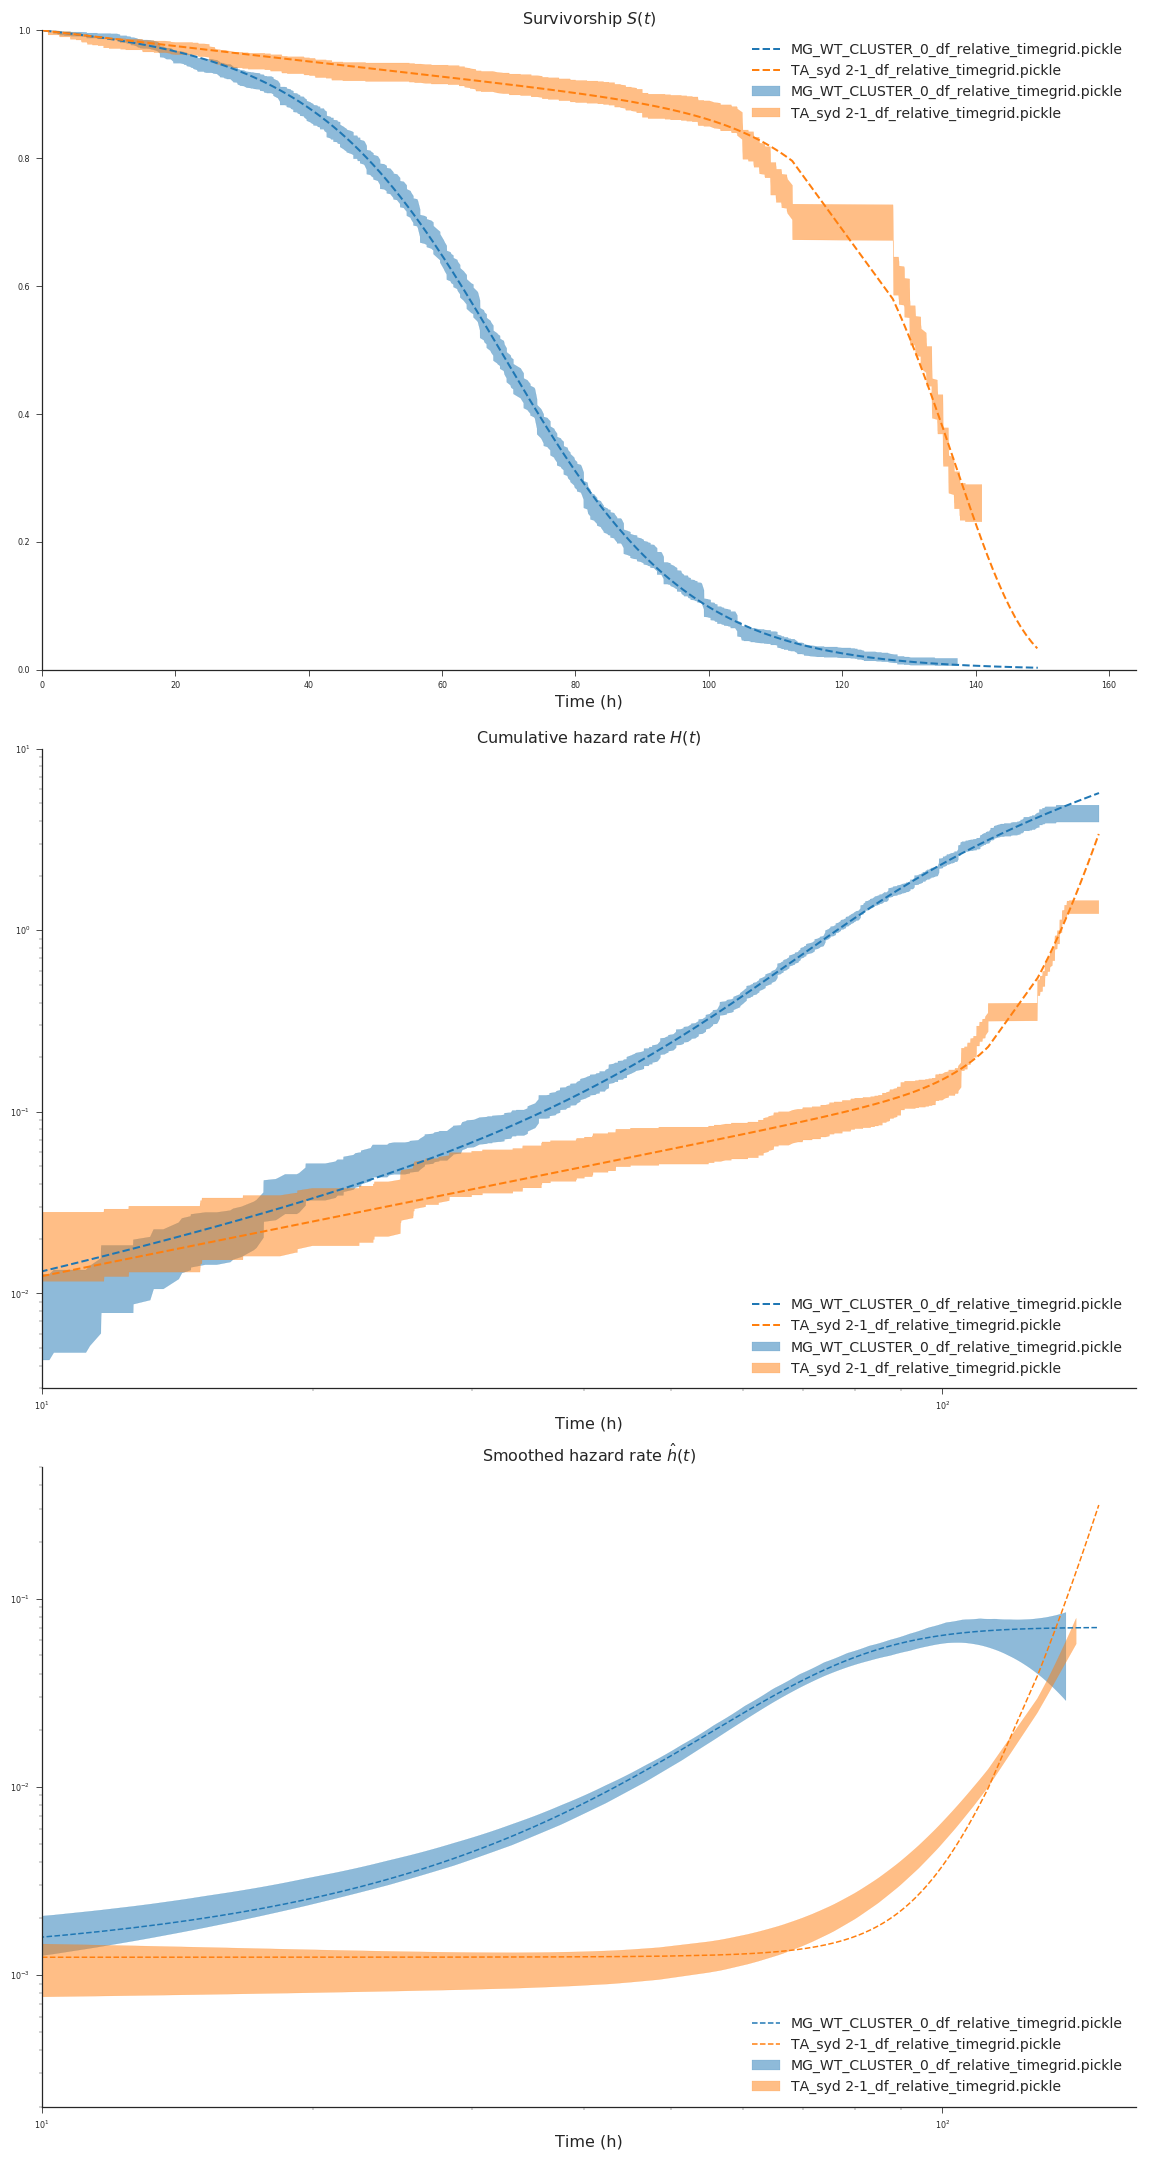 Survivorship S(t)
1.0
0.8
0.6
0.4
0.2
0.0
MG_WT_CLUSTER_0_df_relative_timegrid.pickle
TA_syd 2-1_df_relative_timegrid.pickle
MG_WT_CLUSTER_0_df_relative_timegrid.pickle
TA_syd 2-1_df_relative_timegrid.pickle
0 20 40 60 80 100 120 140 160
Time (h)
Cumulative hazard rate H(t)
10¹
10⁰
10⁻¹
10⁻²
MG_WT_CLUSTER_0_df_relative_timegrid.pickle
TA_syd 2-1_df_relative_timegrid.pickle
MG_WT_CLUSTER_0_df_relative_timegrid.pickle
TA_syd 2-1_df_relative_timegrid.pickle
10¹ 10²
Time (h)
Smoothed hazard rate ĥ(t)
10⁻¹
10⁻²
10⁻³
MG_WT_CLUSTER_0_df_relative_timegrid.pickle
TA_syd 2-1_df_relative_timegrid.pickle
MG_WT_CLUSTER_0_df_relative_timegrid.pickle
TA_syd 2-1_df_relative_timegrid.pickle
10¹ 10²
Time (h)